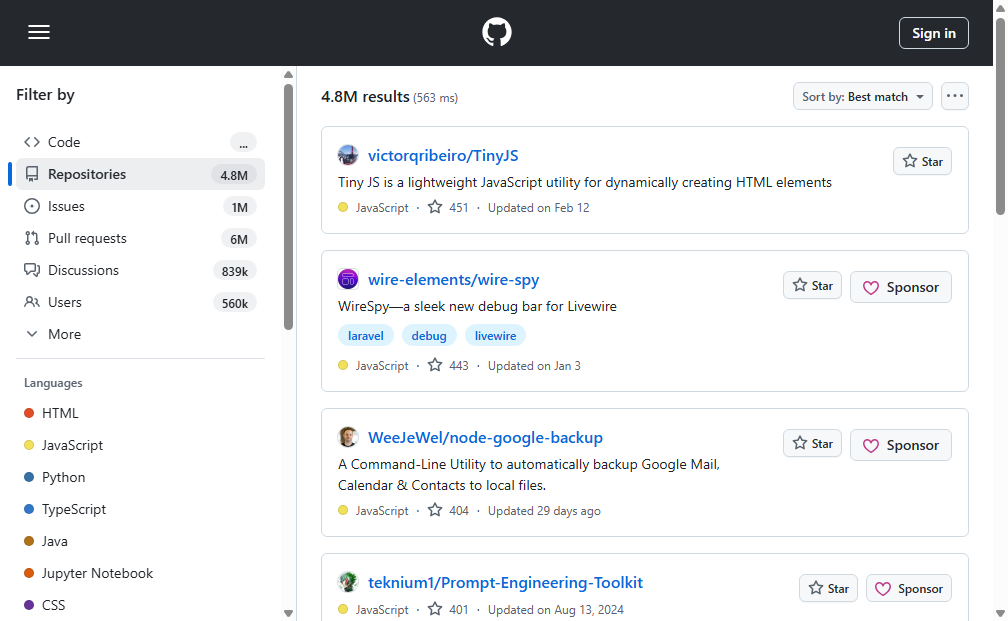 Sign in
Filter by
Code
...
Repositories
4.8M
Issues
1M
Pull requests
6M
Discussions
839k
Users
560k
More
Languages
HTML
JavaScript
Python
TypeScript
Java
Jupyter Notebook
CSS
4.8M results (563 ms)
Sort by: Best match
victorqribeiro/TinyJS
Star
Tiny JS is a lightweight JavaScript utility for dynamically creating HTML elements
JavaScript · 451 · Updated on Feb 12
wire-elements/wire-spy
Star
Sponsor
WireSpy—a sleek new debug bar for Livewire
laravel debug livewire
JavaScript · 443 · Updated on Jan 3
WeeJeWel/node-google-backup
Star
Sponsor
A Command-Line Utility to automatically backup Google Mail,
Calendar & Contacts to local files.
JavaScript · 404 · Updated 29 days ago
teknium1/Prompt-Engineering-Toolkit
Star
Sponsor
JavaScript · 401 · Updated on Aug 13, 2024